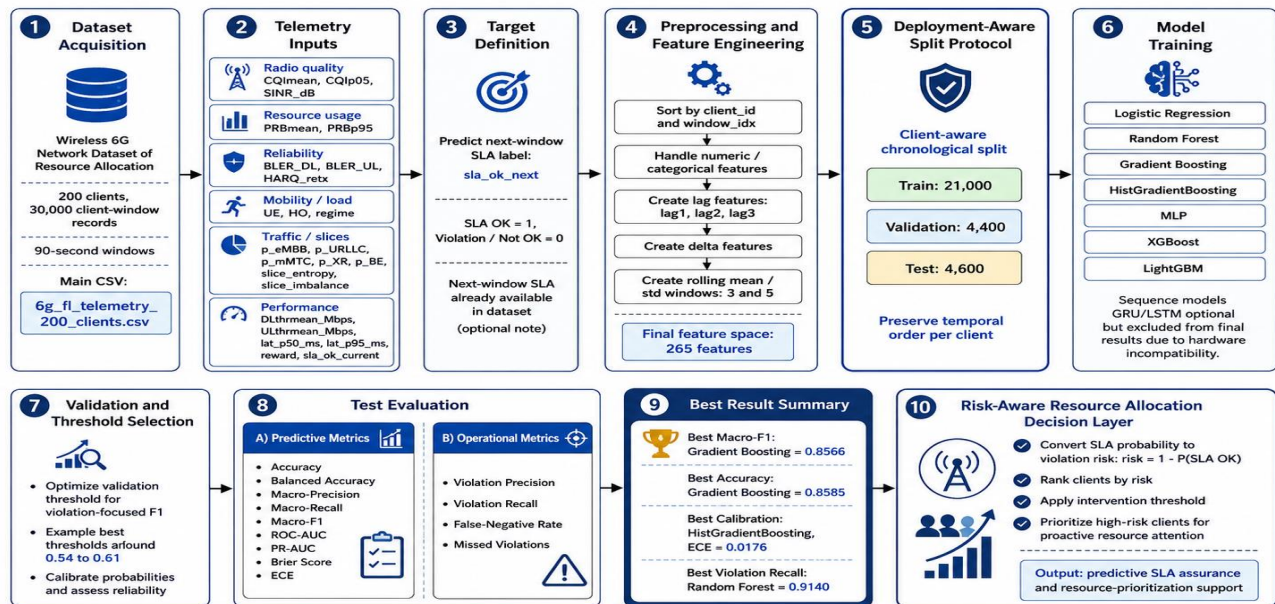 1
Dataset
Acquisition
Wireless 6G
Network Dataset of
Resource Allocation
200 clients,
30,000 client-window
records
90-second windows
Main CSV:
6g_fl_telemetry_
200_clients.csv
2
Telemetry
Inputs
Radio quality
CQImean, CQIp05,
SINR_dB
Resource usage
PRBmean, PRBp95
Reliability
BLER_DL, BLER_UL,
HARQ_retx
Mobility / load
UE, HO, regime
Traffic / slices
p_eMBB, p_URLLC,
p_mMTC, p_XR, p_BE,
slice_entropy,
slice_imbalance
Performance
DLthrmean_Mbps,
ULthrmean_Mbps,
lat_p50_ms, lat_p95_ms,
reward, sla_ok_current
3
Target
Definition
Predict next-window
SLA label:
sla_ok_next
SLA OK = 1,
Violation / Not OK = 0
Next-window SLA
already available
in dataset
(optional note)
4
Preprocessing and
Feature Engineering
Sort by client_id
and window_idx
Handle numeric /
categorical features
Create lag features:
lag1, lag2, lag3
Create delta features
Create rolling mean /
std windows: 3 and 5
Final feature space:
265 features
5
Deployment-Aware
Split Protocol
Client-aware
chronological split
Train: 21,000
Validation: 4,400
Test: 4,600
Preserve temporal
order per client
6
Model
Training
Logistic Regression
Random Forest
Gradient Boosting
HistGradientBoosting
MLP
XGBoost
LightGBM
Sequence models
GRU/LSTM optional
but excluded from final
results due to hardware
incompatibility.
7
Validation and
Threshold Selection
• Optimize validation
threshold for
violation-focused F1
• Example best
thresholds around
0.54 to 0.61
• Calibrate probabilities
and assess reliability
8
Test Evaluation
A) Predictive Metrics
• Accuracy
• Balanced Accuracy
• Macro-Precision
• Macro-Recall
• Macro-F1
• ROC-AUC
• PR-AUC
• Brier Score
• ECE
B) Operational Metrics
• Violation Precision
• Violation Recall
• False-Negative Rate
• Missed Violations
9
Best Result Summary
Best Macro-F1:
Gradient Boosting = 0.8566
Best Accuracy:
Gradient Boosting = 0.8585
Best Calibration:
HistGradientBoosting,
ECE = 0.0176
Best Violation Recall:
Random Forest = 0.9140
10
Risk-Aware Resource Allocation
Decision Layer
Convert SLA probability to
violation risk: risk = 1 - P(SLA OK)
Rank clients by risk
Apply intervention threshold
Prioritize high-risk clients for
proactive resource attention
Output: predictive SLA assurance
and resource-prioritization support